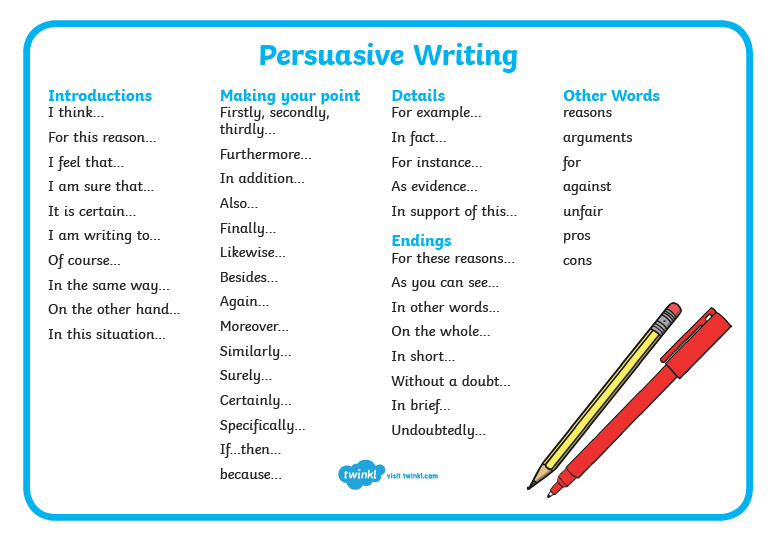 Persuasive Writing
Introductions
I think...
For this reason...
I feel that...
I am sure that...
It is certain...
I am writing to...
Of course...
In the same way...
On the other hand...
In this situation...
Making your point
Firstly, secondly,
thirdly...
Furthermore...
In addition...
Also...
Finally...
Likewise...
Besides...
Again...
Moreover...
Similarly...
Surely...
Certainly...
Specifically...
If...then...
because...
Details
For example...
In fact...
For instance...
As evidence...
In support of this...
Endings
For these reasons...
As you can see...
In other words...
On the whole...
In short...
Without a doubt...
In brief...
Undoubtedly...
Other Words
reasons
arguments
for
against
unfair
pros
cons
twinkl visit twinkl.com